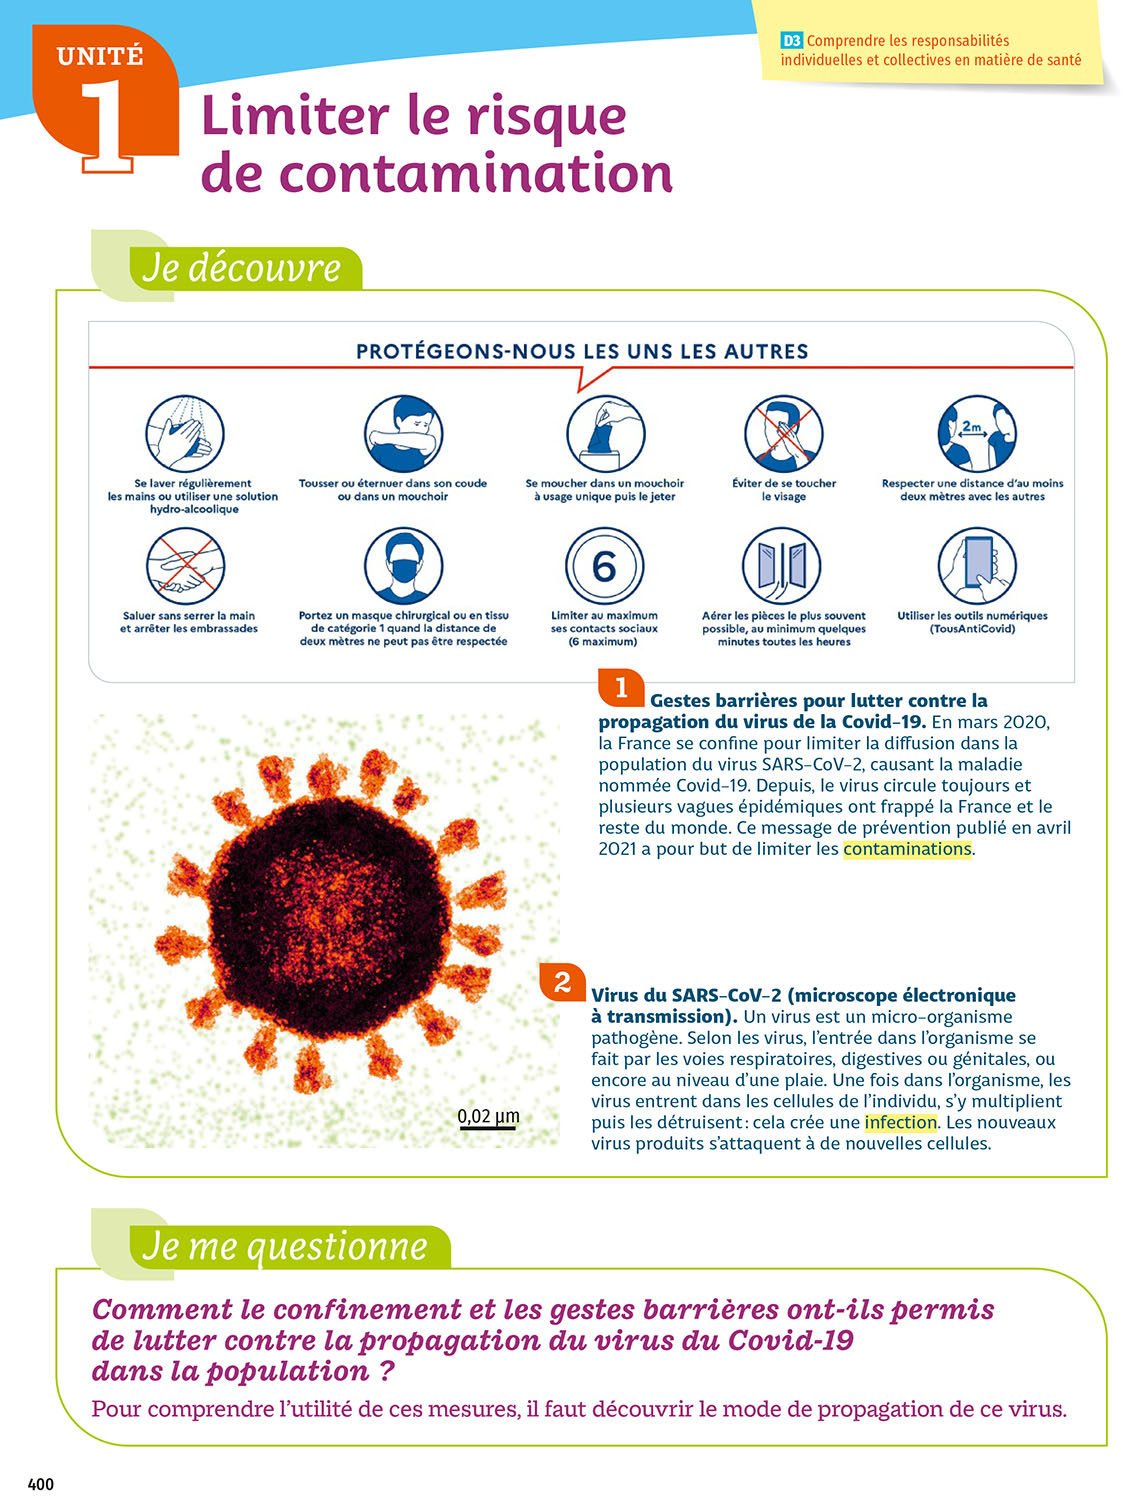 UNITÉ
1
D3 Comprendre les responsabilités
individuelles et collectives en matière de santé
Limiter le risque
de contamination
Je découvre
PROTÉGEONS-NOUS LES UNS LES AUTRES
Se laver régulièrement
les mains ou utiliser une solution
hydro-alcoolique
Tousser ou éternuer dans son coude
ou dans un mouchoir
Se moucher dans un mouchoir
à usage unique puis le jeter
Éviter de se toucher
le visage
2m
Respecter une distance d'au moins
deux mètres avec les autres
Saluer sans serrer la main
et arrêter les embrassades
Portez un masque chirurgical ou en tissu
de catégorie 1 quand la distance de
deux mètres ne peut pas être respectée
6
Limiter au maximum
ses contacts sociaux
(6 maximum)
Aérer les pièces le plus souvent
possible, au minimum quelques
minutes toutes les heures
Utiliser les outils numériques
(TousAntiCovid)
1 Gestes barrières pour lutter contre la
propagation du virus de la Covid-19. En mars 2020,
la France se confine pour limiter la diffusion dans la
population du virus SARS-CoV-2, causant la maladie
nommée Covid-19. Depuis, le virus circule toujours et
plusieurs vagues épidémiques ont frappé la France et le
reste du monde. Ce message de prévention publié en avril
2021 a pour but de limiter les contaminations.
2 Virus du SARS-CoV-2 (microscope électronique
à transmission). Un virus est un micro-organisme
pathogène. Selon les virus, l'entrée dans l'organisme se
fait par les voies respiratoires, digestives ou génitales, ou
encore au niveau d'une plaie. Une fois dans l'organisme, les
virus entrent dans les cellules de l'individu, s'y multiplient
puis les détruisent : cela crée une infection. Les nouveaux
virus produits s'attaquent à de nouvelles cellules.
0,02 µm
Je me questionne
Comment le confinement et les gestes barrières ont-ils permis
de lutter contre la propagation du virus du Covid-19
dans la population ?
Pour comprendre l'utilité de ces mesures, il faut découvrir le mode de propagation de ce virus.
400